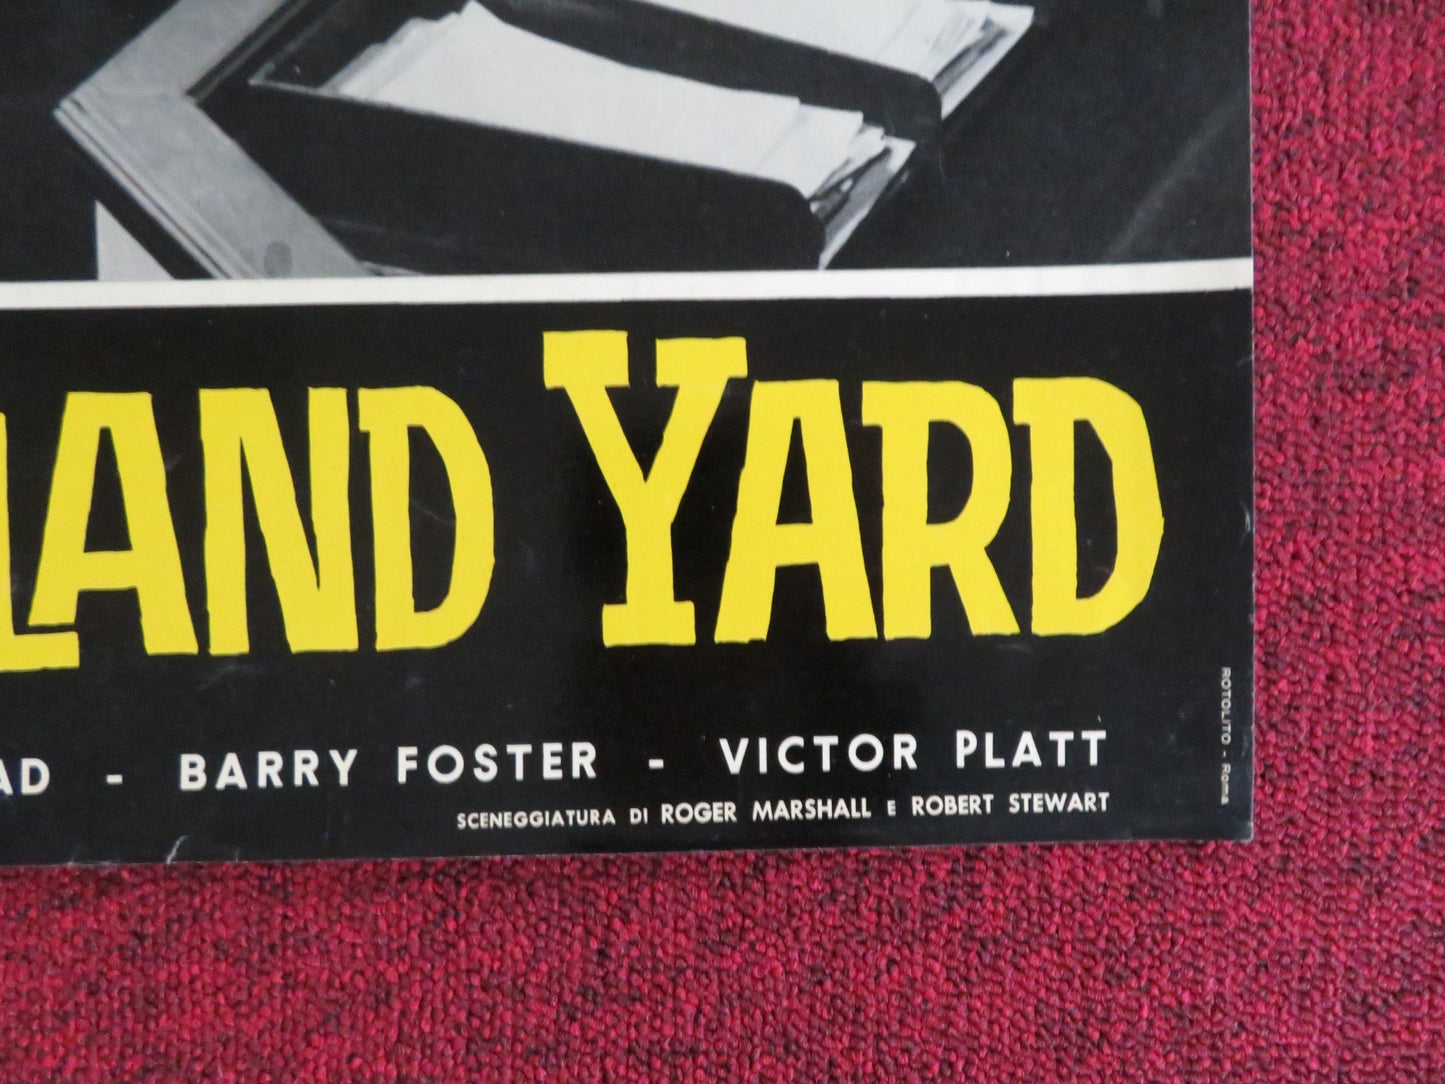 LAND YARD
AD - BARRY FOSTER - VICTOR PLATT
SCENEGGIATURA DI ROGER MARSHALL E ROBERT STEWART
ROTOLITO - Roma